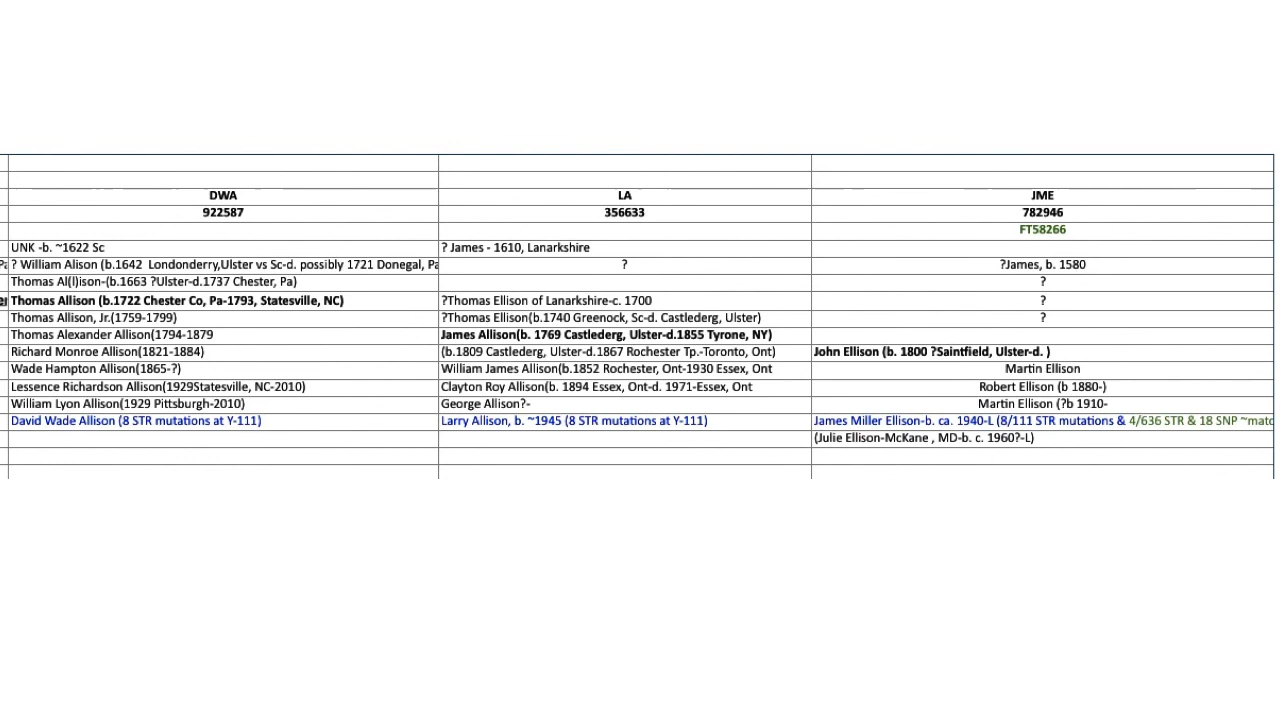 DWA LA JME
922587 356633 782946
FT58266
UNK -b. ~1622 Sc ? James - 1610, Lanarkshire
? William Alison (b.1642 Londonderry,Ulster vs Sc-d. possibly 1721 Donegal, Pa ? ?James, b. 1580
Thomas Al(l)ison-(b.1663 ?Ulster-d.1737 Chester, Pa) ?
Thomas Allison (b.1722 Chester Co, Pa-1793, Statesville, NC) ?Thomas Ellison of Lanarkshire-c. 1700 ?
Thomas Allison, Jr.(1759-1799) ?Thomas Ellison(b.1740 Greenock, Sc-d. Castlederg, Ulster) ?
Thomas Alexander Allison(1794-1879 James Allison(b. 1769 Castlederg, Ulster-d.1855 Tyrone, NY)
Richard Monroe Allison(1821-1884) (b.1809 Castlederg, Ulster-d.1867 Rochester Tp.-Toronto, Ont) John Ellison (b. 1800 ?Saintfield, Ulster-d. )
Wade Hampton Allison(1865-?) William James Allison(b.1852 Rochester, Ont-1930 Essex, Ont Martin Ellison
Lessence Richardson Allison(1929Statesville, NC-2010) Clayton Roy Allison(b. 1894 Essex, Ont-d. 1971-Essex, Ont Robert Ellison (b 1880-)
William Lyon Allison(1929 Pittsburgh-2010) George Allison?- Martin Ellison (?b 1910-
David Wade Allison (8 STR mutations at Y-111) Larry Allison, b. ~1945 (8 STR mutations at Y-111) James Miller Ellison-b. ca. 1940-L (8/111 STR mutations & 4/636 STR & 18 SNP ~matc
(Julie Ellison-McKane , MD-b. c. 1960?-L)